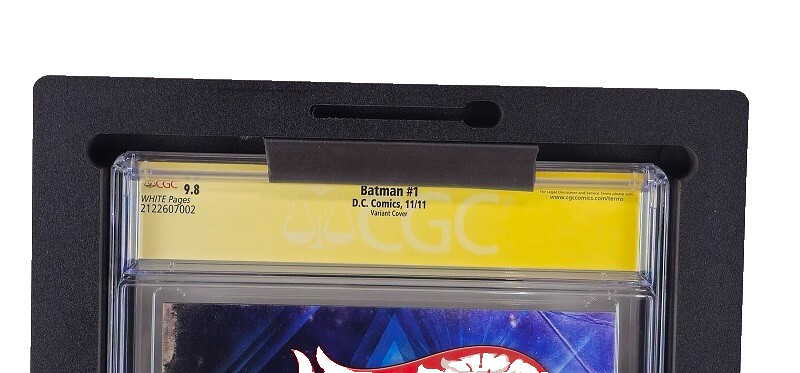 CGC 9.8
WHITE Pages
2122607002
Batman #1
D.C. Comics, 11/11
Variant Cover
For Legal Disclaimer and Service Terms please visit
www.cgccomics.com/terms
CGC